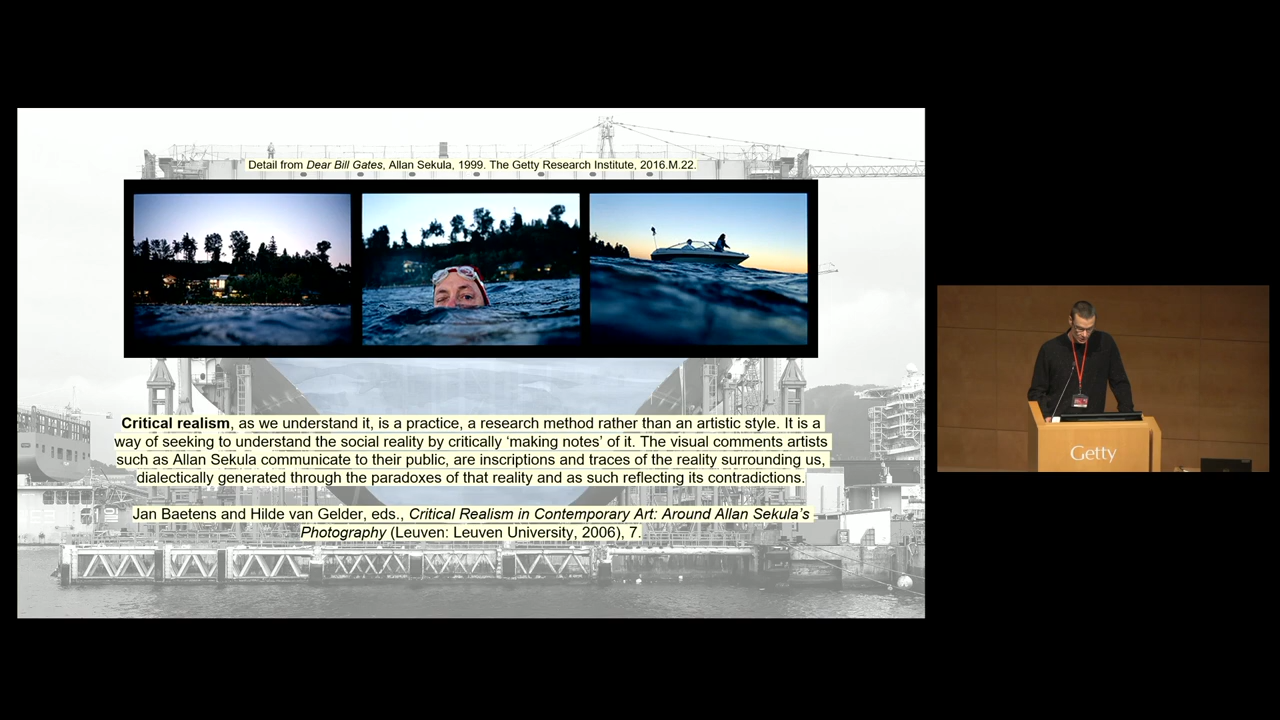 Detail from Dear Bill Gates, Allan Sekula, 1999. The Getty Research Institute, 2016.M.22.
Critical realism, as we understand it, is a practice, a research method rather than an artistic style. It is a
way of seeking to understand the social reality by critically ‘making notes’ of it. The visual comments artists
such as Allan Sekula communicate to the public, are inscriptions and traces of the reality surrounding us,
dialectically generated through the paradoxes of that reality and as such reflecting its contradictions.
Jan Baetens and Hilde van Gelder, eds., Critical Realism in Contemporary Art: Around Allan Sekula’s
Photography (Leuven: Leuven University, 2006), 7.
Getty